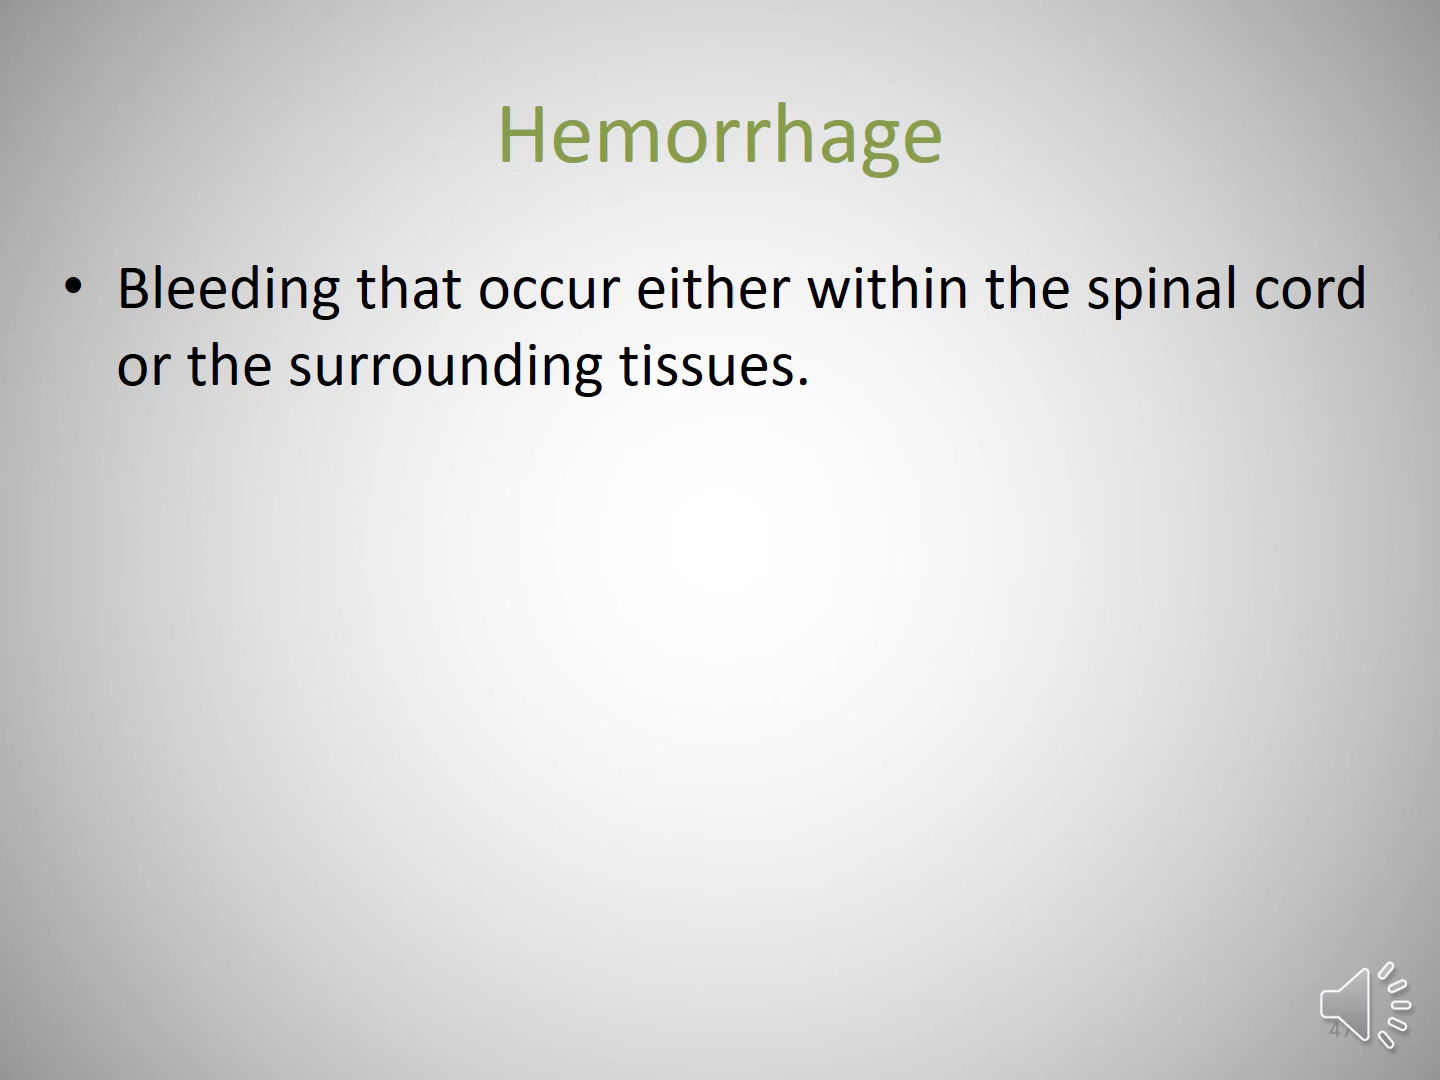 Hemorrhage
• Bleeding that occur either within the spinal cord
or the surrounding tissues.